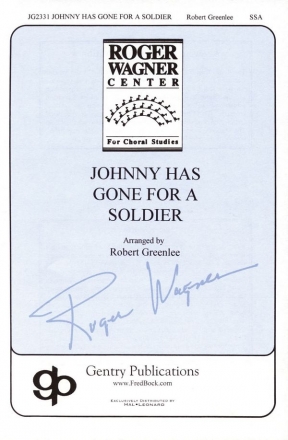 JG2331 JOHNNY HAS GONE FOR A SOLDIER Robert Greenlee SSA
ROGER
WAGNER
CENTER
For Choral Studies
JOHNNY HAS
GONE FOR A
SOLDIER
Arranged by
Robert Greenlee
Roger Wagner
gp
Gentry Publications
www.FredBock.com
EXCLUSIVELY DISTRIBUTED BY
HAL•LEONARD